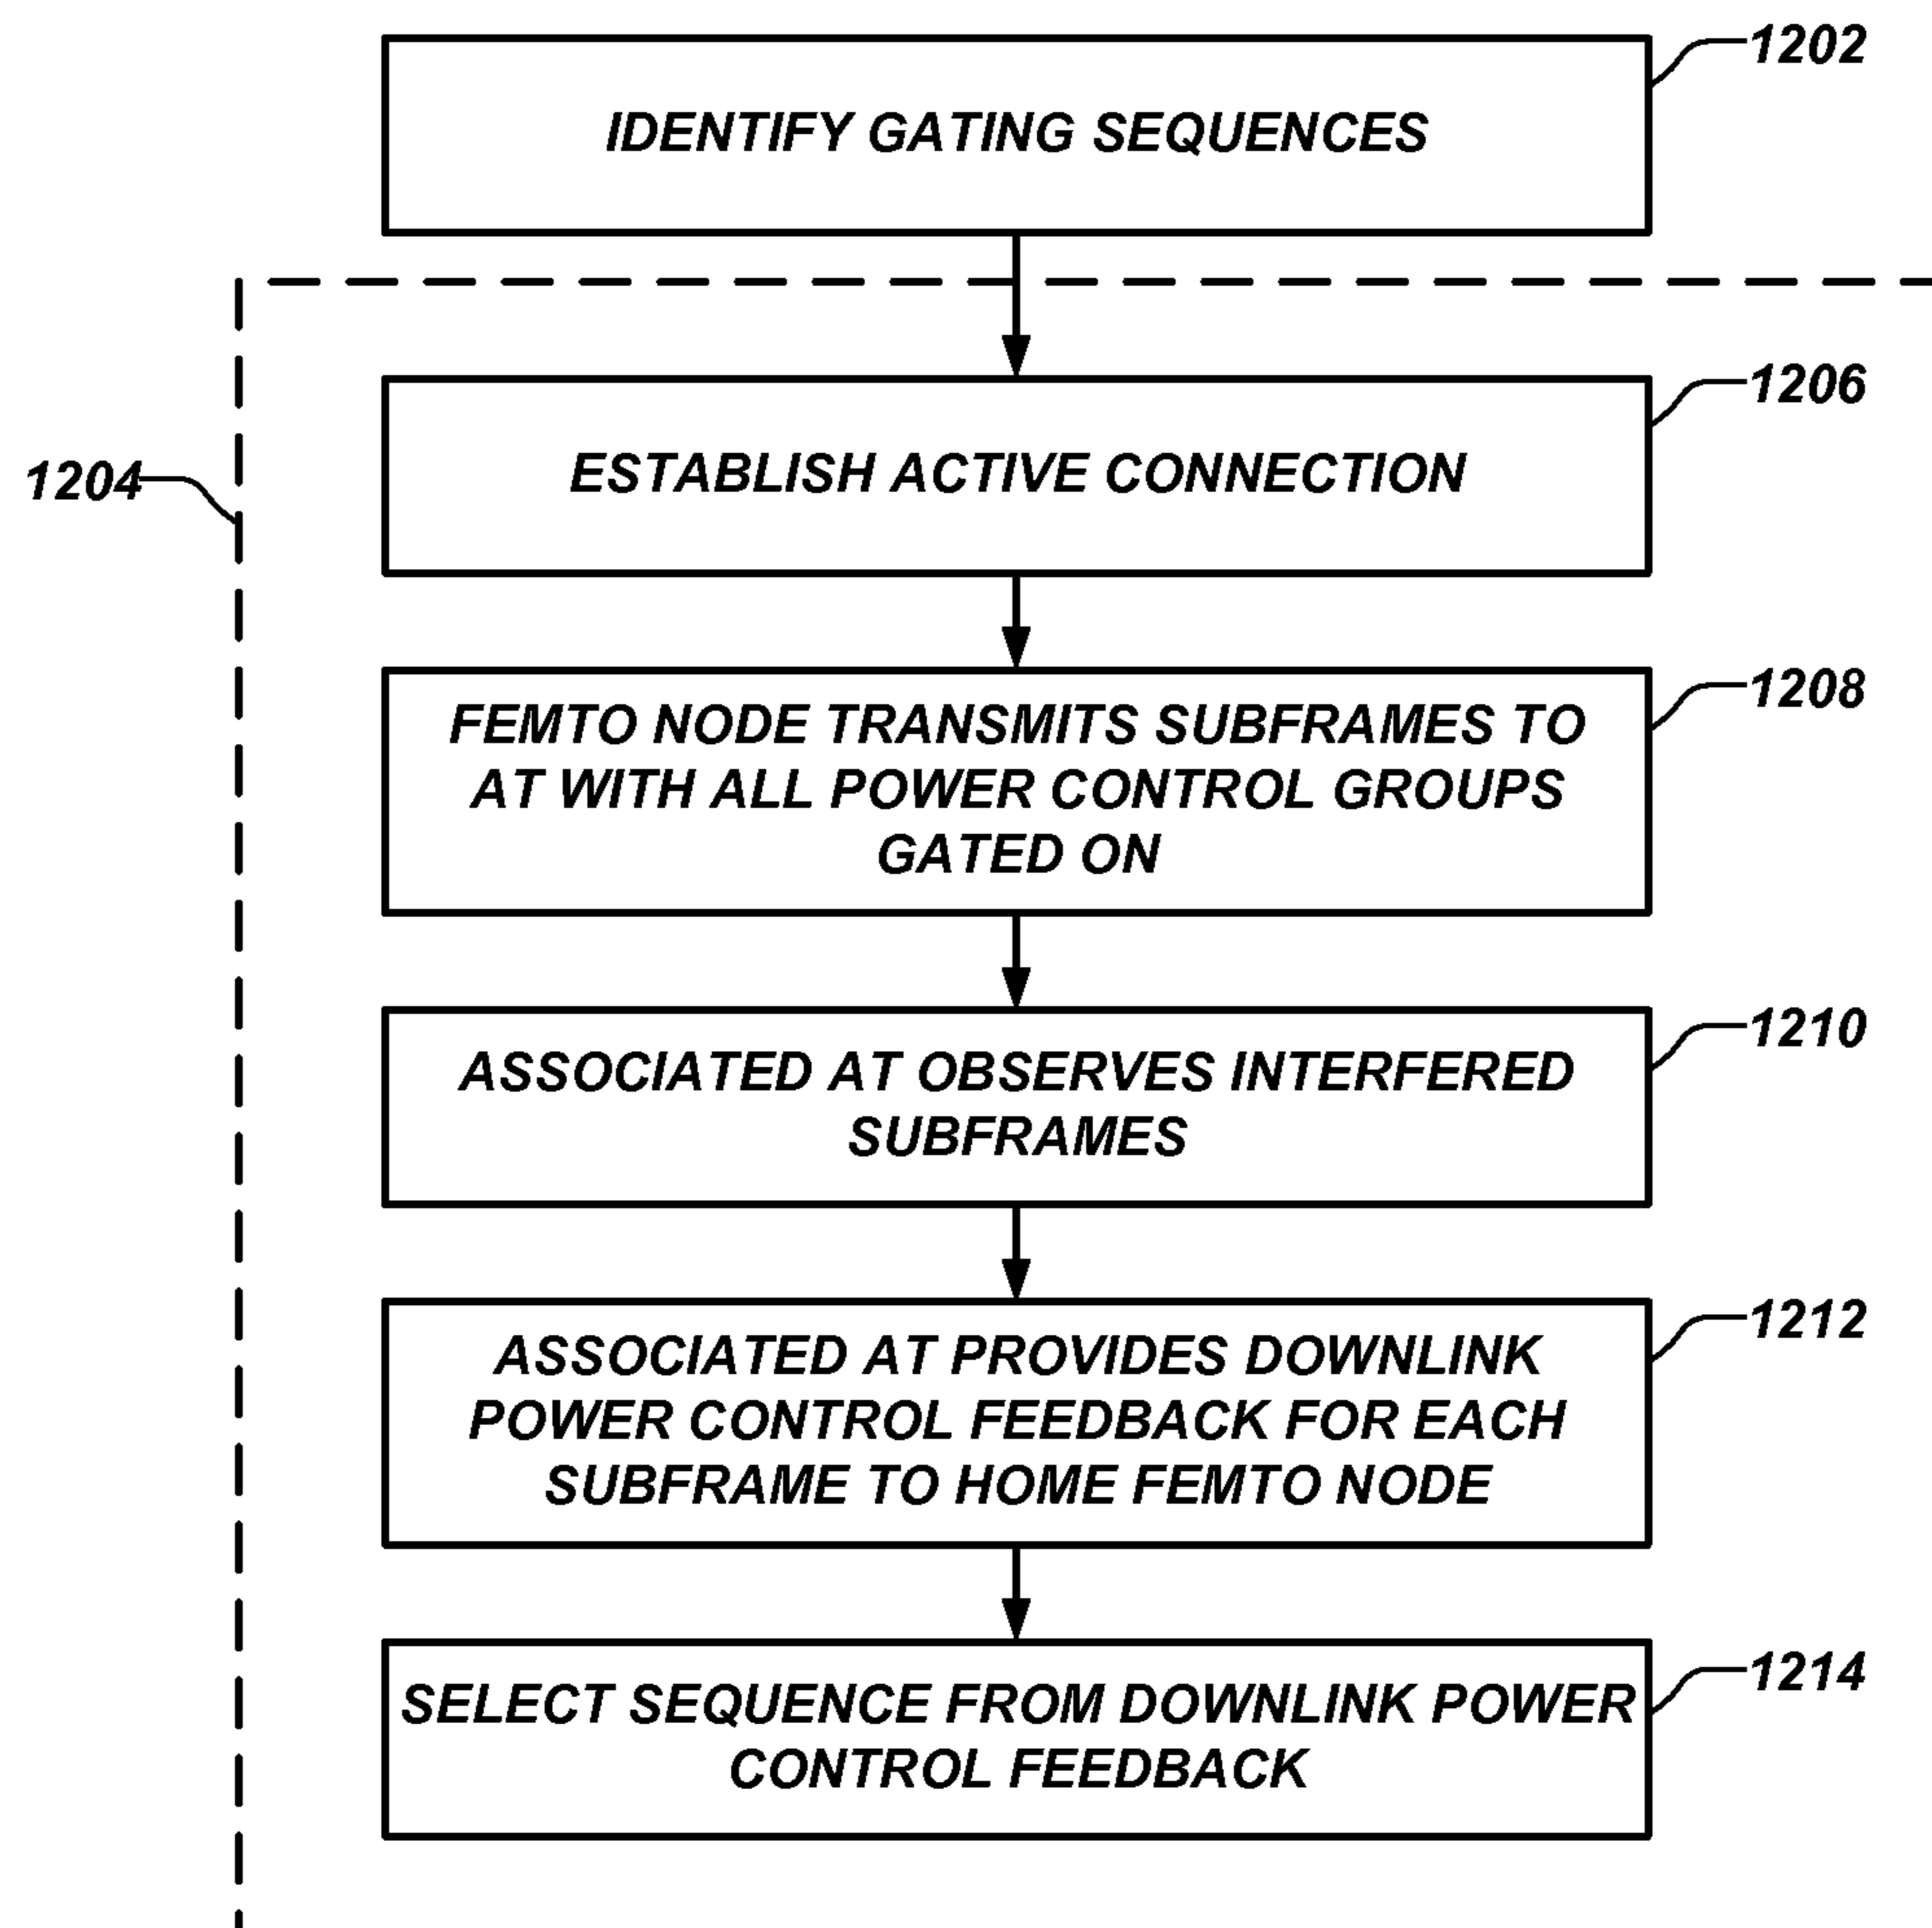 1202
IDENTIFY GATING SEQUENCES
1206
1204
ESTABLISH ACTIVE CONNECTION
1208
FEMTO NODE TRANSMITS SUBFRAMES TO
AT WITH ALL POWER CONTROL GROUPS
GATED ON
1210
ASSOCIATED AT OBSERVES INTERFERED
SUBFRAMES
1212
ASSOCIATED AT PROVIDES DOWNLINK
POWER CONTROL FEEDBACK FOR EACH
SUBFRAME TO HOME FEMTO NODE
1214
SELECT SEQUENCE FROM DOWNLINK POWER
CONTROL FEEDBACK